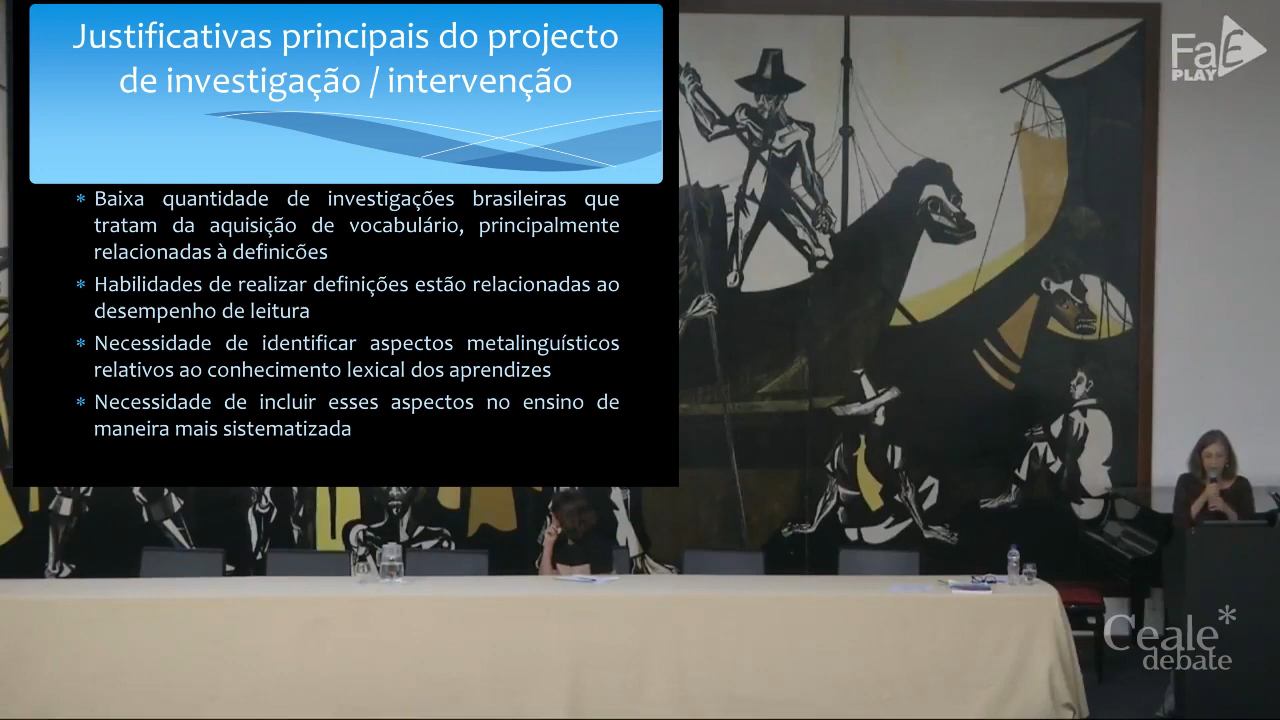 Justificativas principais do projecto
de investigação / intervenção
Baixa quantidade de investigações brasileiras que
tratam da aquisição de vocabulário, principalmente
relacionadas à definicões
Habilidades de realizar definições estão relacionadas ao
desempenho de leitura
Necessidade de identificar aspectos metalinguísticos
relativos ao conhecimento lexical dos aprendizes
Necessidade de incluir esses aspectos no ensino de
maneira mais sistematizada
FaE
PLAY
Ceale*
debate